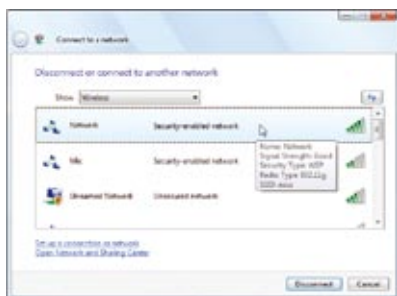 Connect to a network
Disconnect or connect to another network
Show Wireless
Network Security-enabled network
Name: Network
Signal Strength: Good
Security Type: WEP
Radio Type: 802.11g
SSID:
Security-enabled network
Unnamed Network Unsecured network
Set up a connection or network
Open Network and Sharing Center
Disconnect Cancel